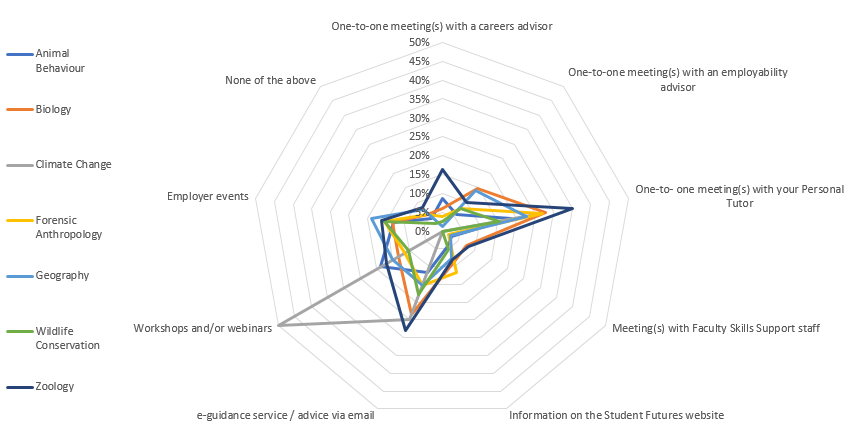 One-to-one meeting(s) with a careers advisor
50%
45%
40%
35%
30%
25%
20%
15%
10%
5%
0%
One-to-one meeting(s) with an employability
advisor
One-to- one meeting(s) with your Personal
Tutor
Meeting(s) with Faculty Skills Support staff
Information on the Student Futures website
e-guidance service / advice via email
Workshops and/or webinars
Employer events
None of the above
Animal
Behaviour
Biology
Climate Change
Forensic
Anthropology
Geography
Wildlife
Conservation
Zoology